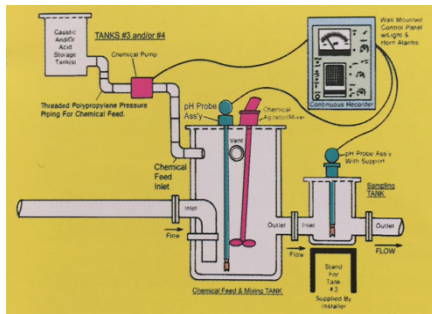 Caustic
And/Or
Acid
Storage
Tank(s)
TANKS #3 and/or #4
Chemical Pump
Wall Mounted
Control Panel
w/Light &
Horn Alarms
Continuous Recorder
Threaded Polypropylene Pressure
Piping For Chemical Feed.
pH Probe
Ass'y
Chemical
Agitator/Mixer
Vent
Chemical
Feed
Inlet
pH Probe Ass'y
With Support
Sampling
TANK
Inlet
Flow
Outlet
Flow
Inlet
Outlet
FLOW
Chemical Feed & Mixing TANK
Stand
For
Tank
#3
Supplied By
Installer